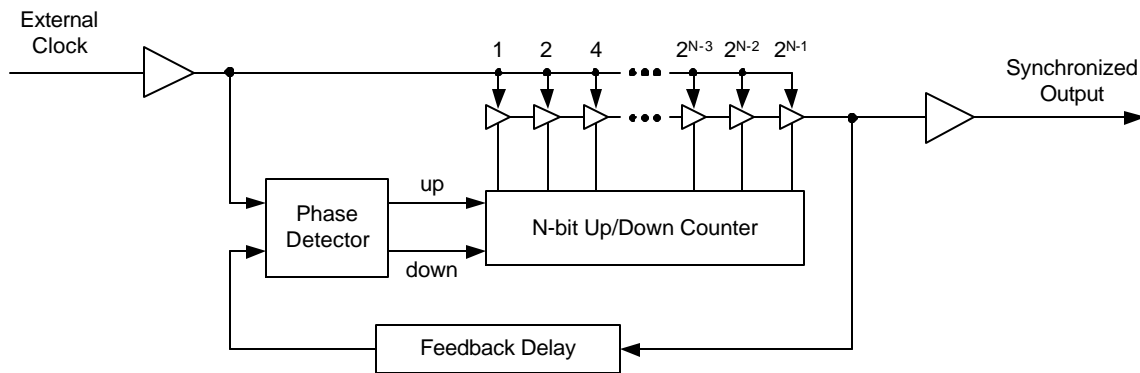 External
Clock
1 2 4 ••• 2^{N-3} 2^{N-2} 2^{N-1}
Synchronized
Output
•••
up
Phase
Detector
N-bit Up/Down Counter
down
Feedback Delay